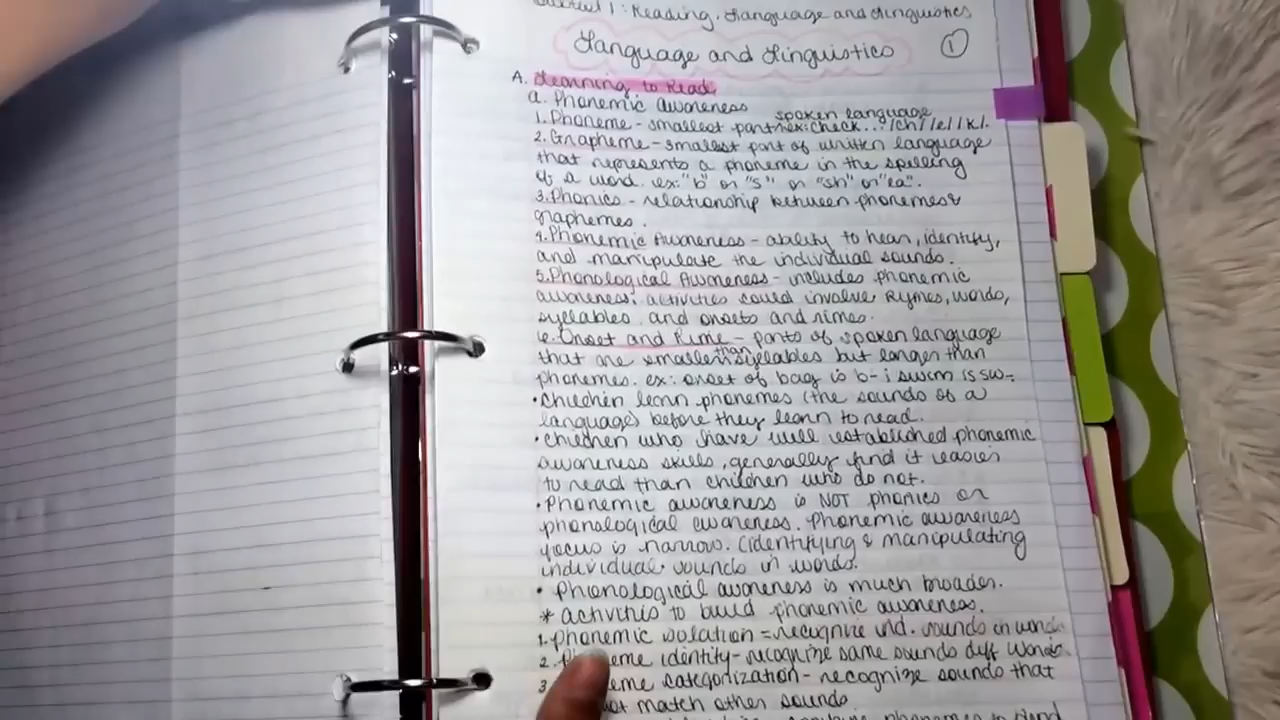 1: Reading, Language and Linguistics
Language and Linguistics
1
A. Learning to Read
a. Phonemic Awareness
spoken language
1. Phoneme - smallest part ex: check... /ch/ /e/ /k/.
2. Grapheme - smallest part of written language
that represents a phoneme in the spelling
of a word. ex: "b" or "s" or "sh" or "ea".
3. Phonics - relationship between phonemes &
graphemes.
4. Phonemic Awareness - ability to hear, identify,
and manipulate the individual sounds.
5. Phonological Awareness - includes phonemic
awareness: activities could involve Rymes, words,
syllables and onsets and rimes.
6. Onset and Rime - parts of spoken language
that are smaller than syllables but larger than
phonemes. ex: onset of bag is b- i swim is sw-
• Children learn phonemes (the sounds of a
language) before they learn to read.
• Children who have well established phonemic
awareness skills, generally find it easier
to read than children who do not.
• Phonemic awareness is NOT phonics or
phonological awareness. Phonemic awareness
focus is narrow. (identifying & manipulating
individual sounds in words.
• Phonological awareness is much broader.
* activities to build phonemic awareness.
1. phonemic isolation = recognize ind. sounds in words
2. eme identity - recognize same sounds diff words
3 eme categorization - recognize sounds that
not match other sounds
phonemes to